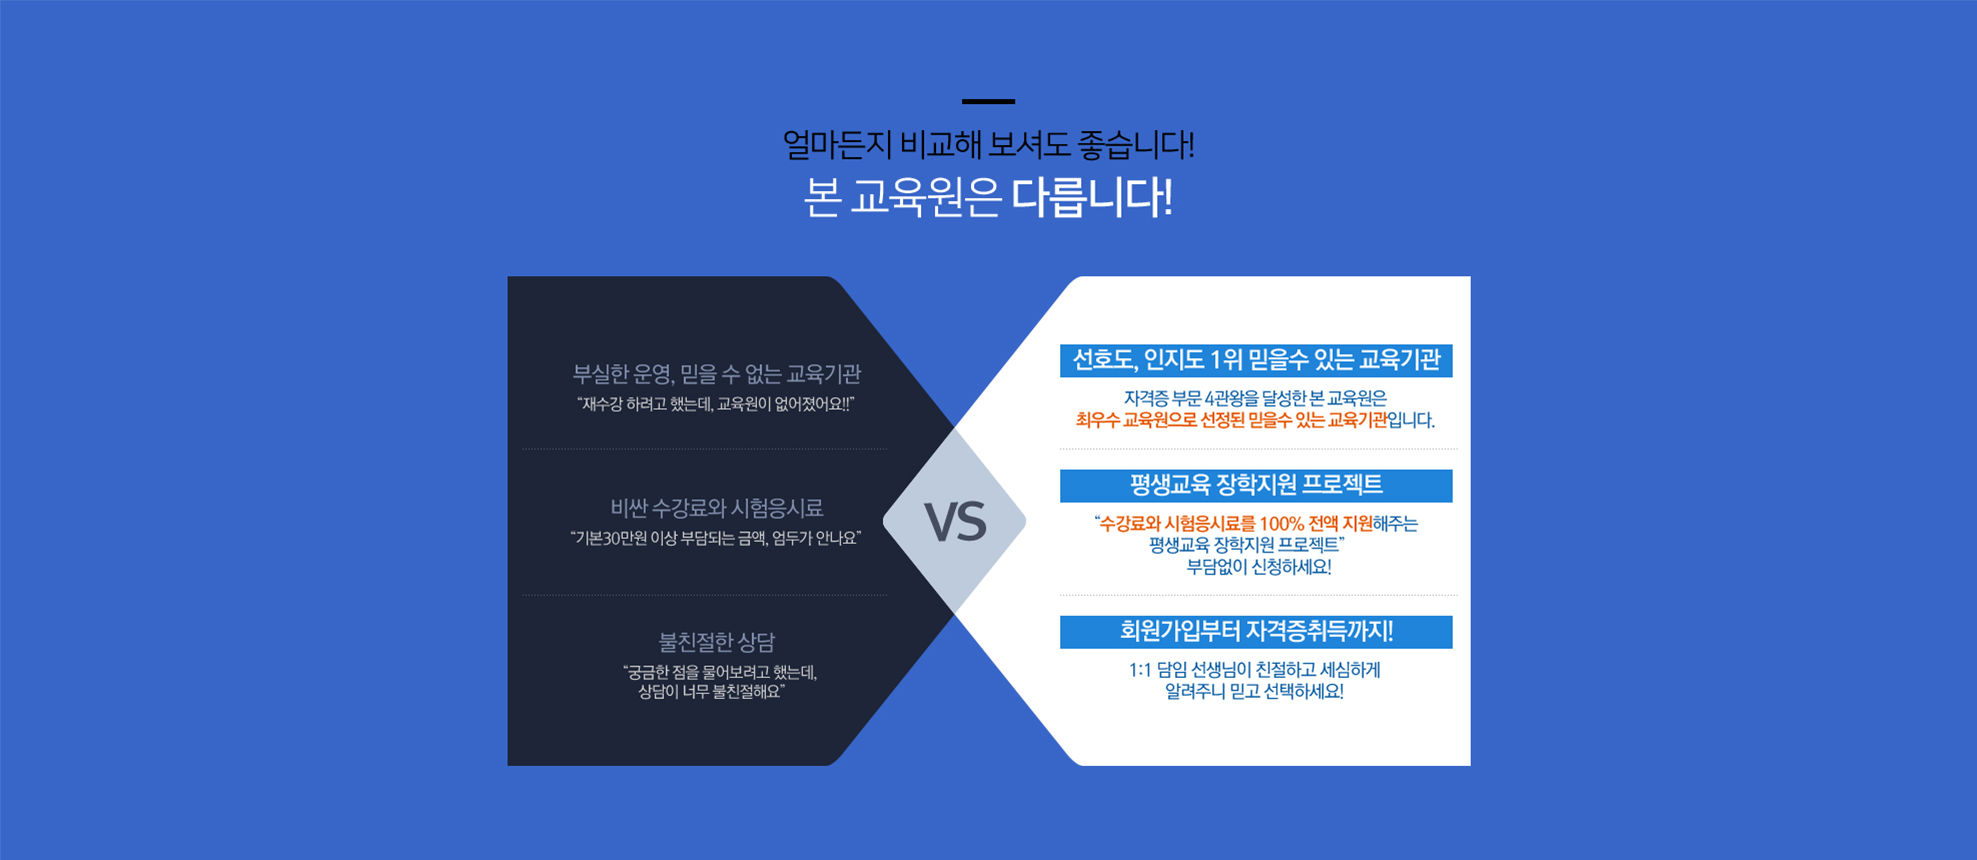 얼마든지 비교해 보셔도 좋습니다!
본 교육원은 다릅니다!
부실한 운영, 믿을 수 없는 교육기관
“재수강 하려고 했는데, 교육원이 없어졌어요!!”
비싼 수강료와 시험응시료
“기본30만원 이상 부담되는 금액, 엄두가 안나요”
불친절한 상담
“궁금한 점을 물어보려고 했는데,
상담이 너무 불친절해요”
VS
선호도, 인지도 1위 믿을수 있는 교육기관
자격증 부문 4관왕을 달성한 본 교육원은
최우수 교육원으로 선정된 믿을수 있는 교육기관입니다.
평생교육 장학지원 프로젝트
“수강료와 시험응시료를 100% 전액 지원해주는
평생교육 장학지원 프로젝트”
부담없이 신청하세요!
회원가입부터 자격증취득까지!
1:1 담임 선생님이 친절하고 세심하게
알려주니 믿고 선택하세요!